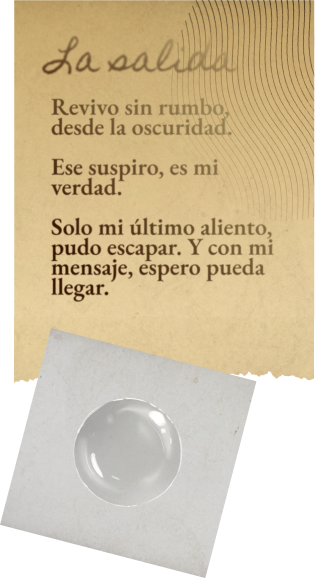 La salida
Revivo sin rumbo,
desde la oscuridad.
Ese suspiro, es mi
verdad.
Solo mi último aliento,
pudo escapar. Y con mi
mensaje, espero pueda
llegar.